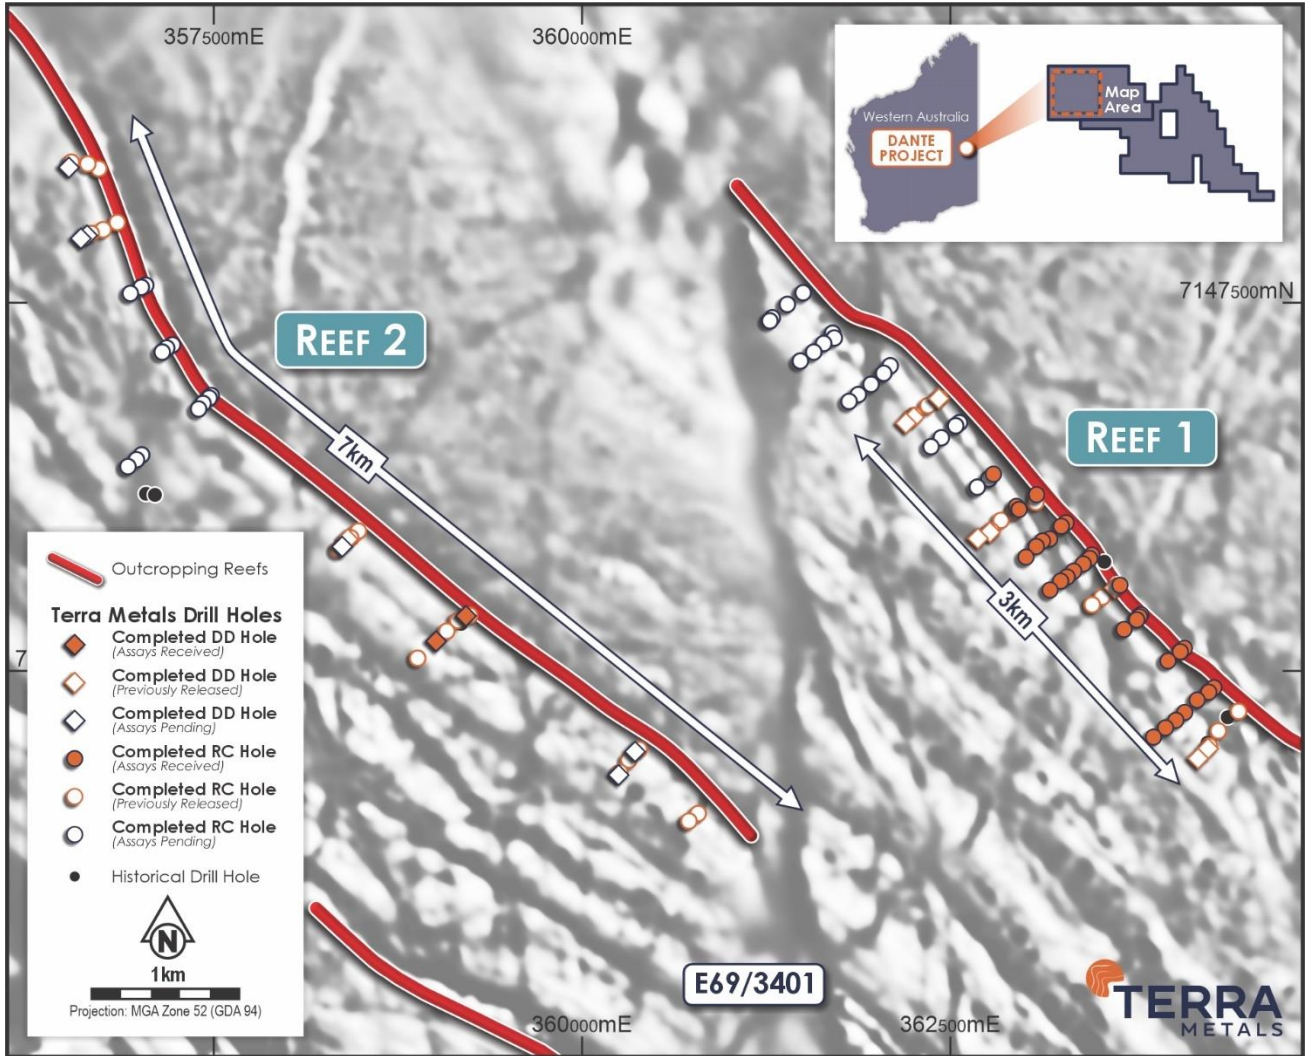 357500mE
360000mE
Western Australia
DANTE
PROJECT
Map
Area
7147500mN
REEF 2
REEF 1
7km
3km
Outcropping Reefs
Terra Metals Drill Holes
Completed DD Hole
(Assays Received)
Completed DD Hole
(Previously Released)
Completed DD Hole
(Assays Pending)
Completed RC Hole
(Assays Received)
Completed RC Hole
(Previously Released)
Completed RC Hole
(Assays Pending)
Historical Drill Hole
N
1km
Projection: MGA Zone 52 (GDA 94)
7
E69/3401
360000mE
362500mE
TERRA
METALS